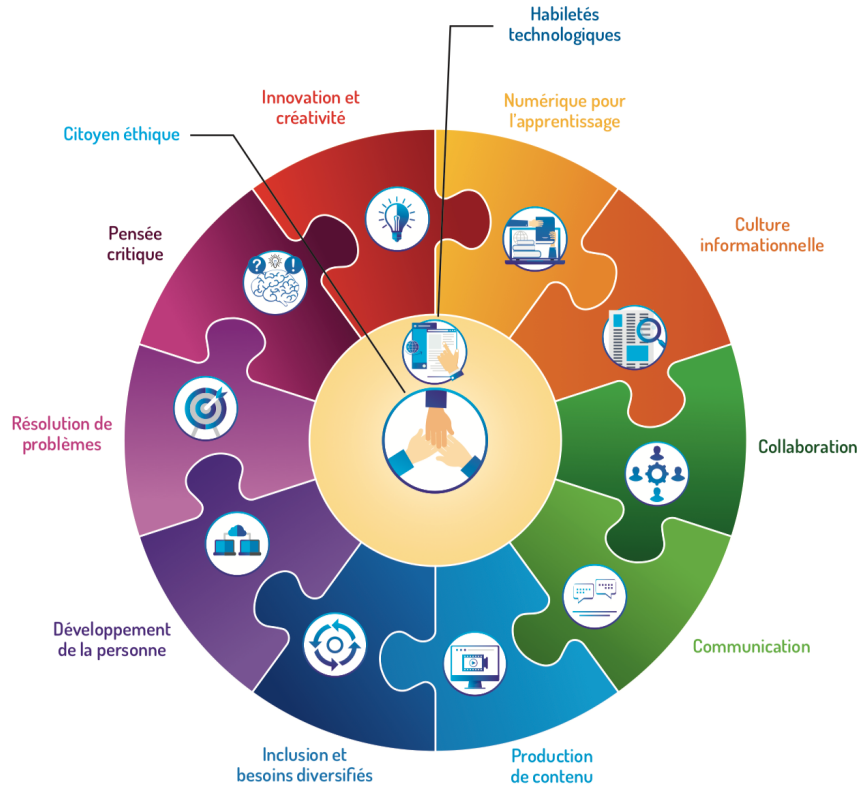 Habiletés
technologiques
Innovation et
créativité
Numérique pour
l'apprentissage
Citoyen éthique
Pensée
critique
Culture
informationnelle
Résolution de
problèmes
Collaboration
Développement
de la personne
Communication
Inclusion et
besoins diversifiés
Production
de contenu
?
!